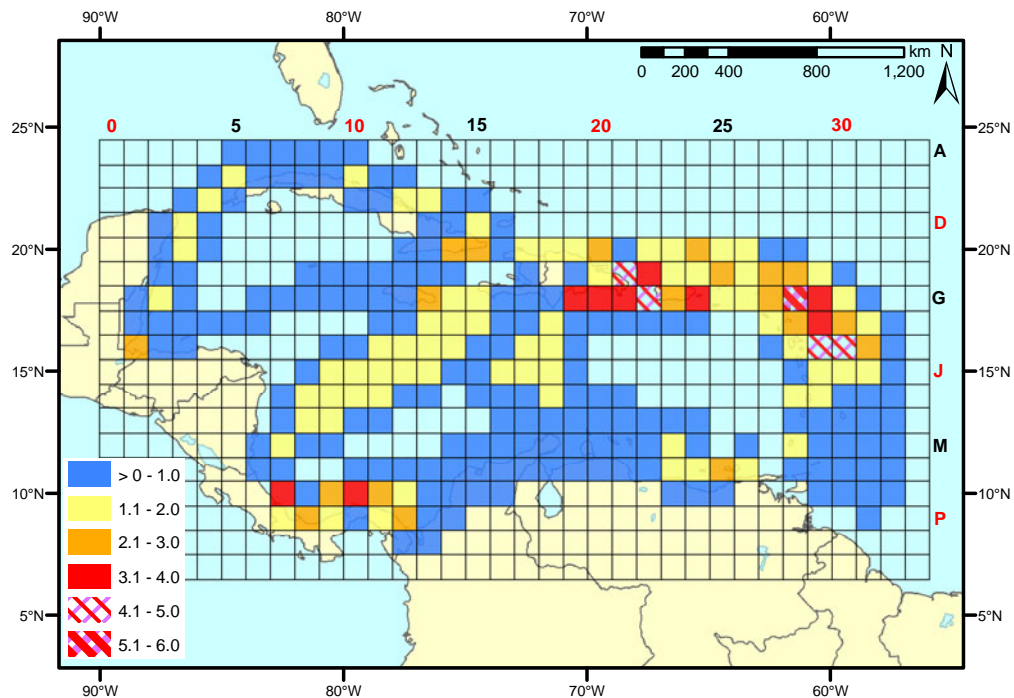 90°W 80°W 70°W 60°W
km N
0 200 400 800 1,200
25°N 25°N
0 5 10 15 20 25 30
A
D
20°N 20°N
G
15°N J 15°N
M
10°N 10°N
P
5°N 5°N
> 0 - 1.0
1.1 - 2.0
2.1 - 3.0
3.1 - 4.0
4.1 - 5.0
5.1 - 6.0
90°W 80°W 70°W 60°W